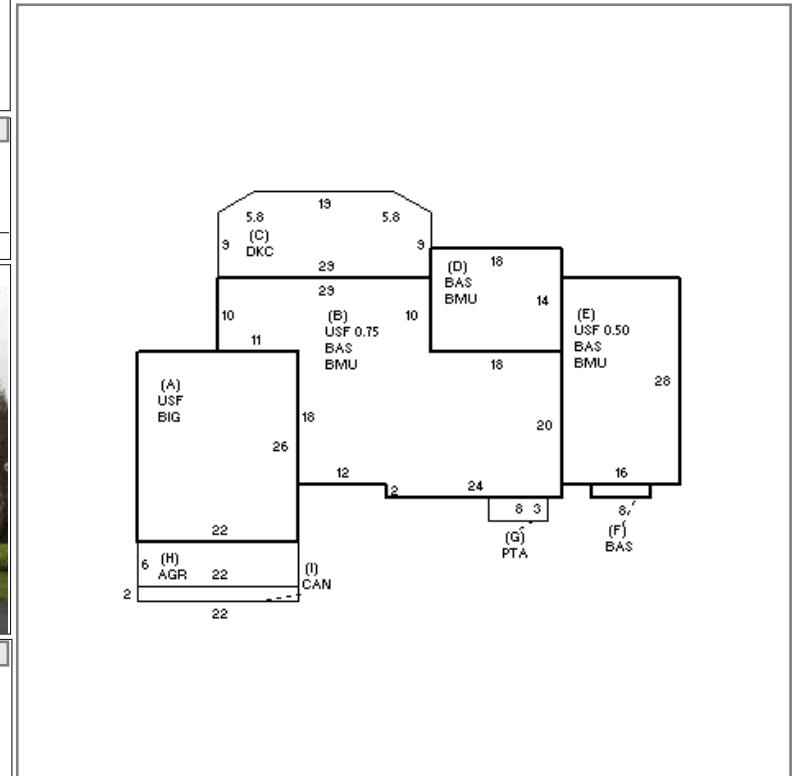 19
5.8 5.8
(C)
DKC
9 9
29
29
(D)
BAS
BMU
18
14
10 10
(B)
USF 0.75
BAS
BMU
(E)
USF 0.50
BAS
BMU
11
18
28
(A)
USF
BIG
18
20
26
12
24
2
16
8
8 3
(F)
BAS
(G)
PTA
22
6
(H)
AGR
22
(I)
CAN
2
22